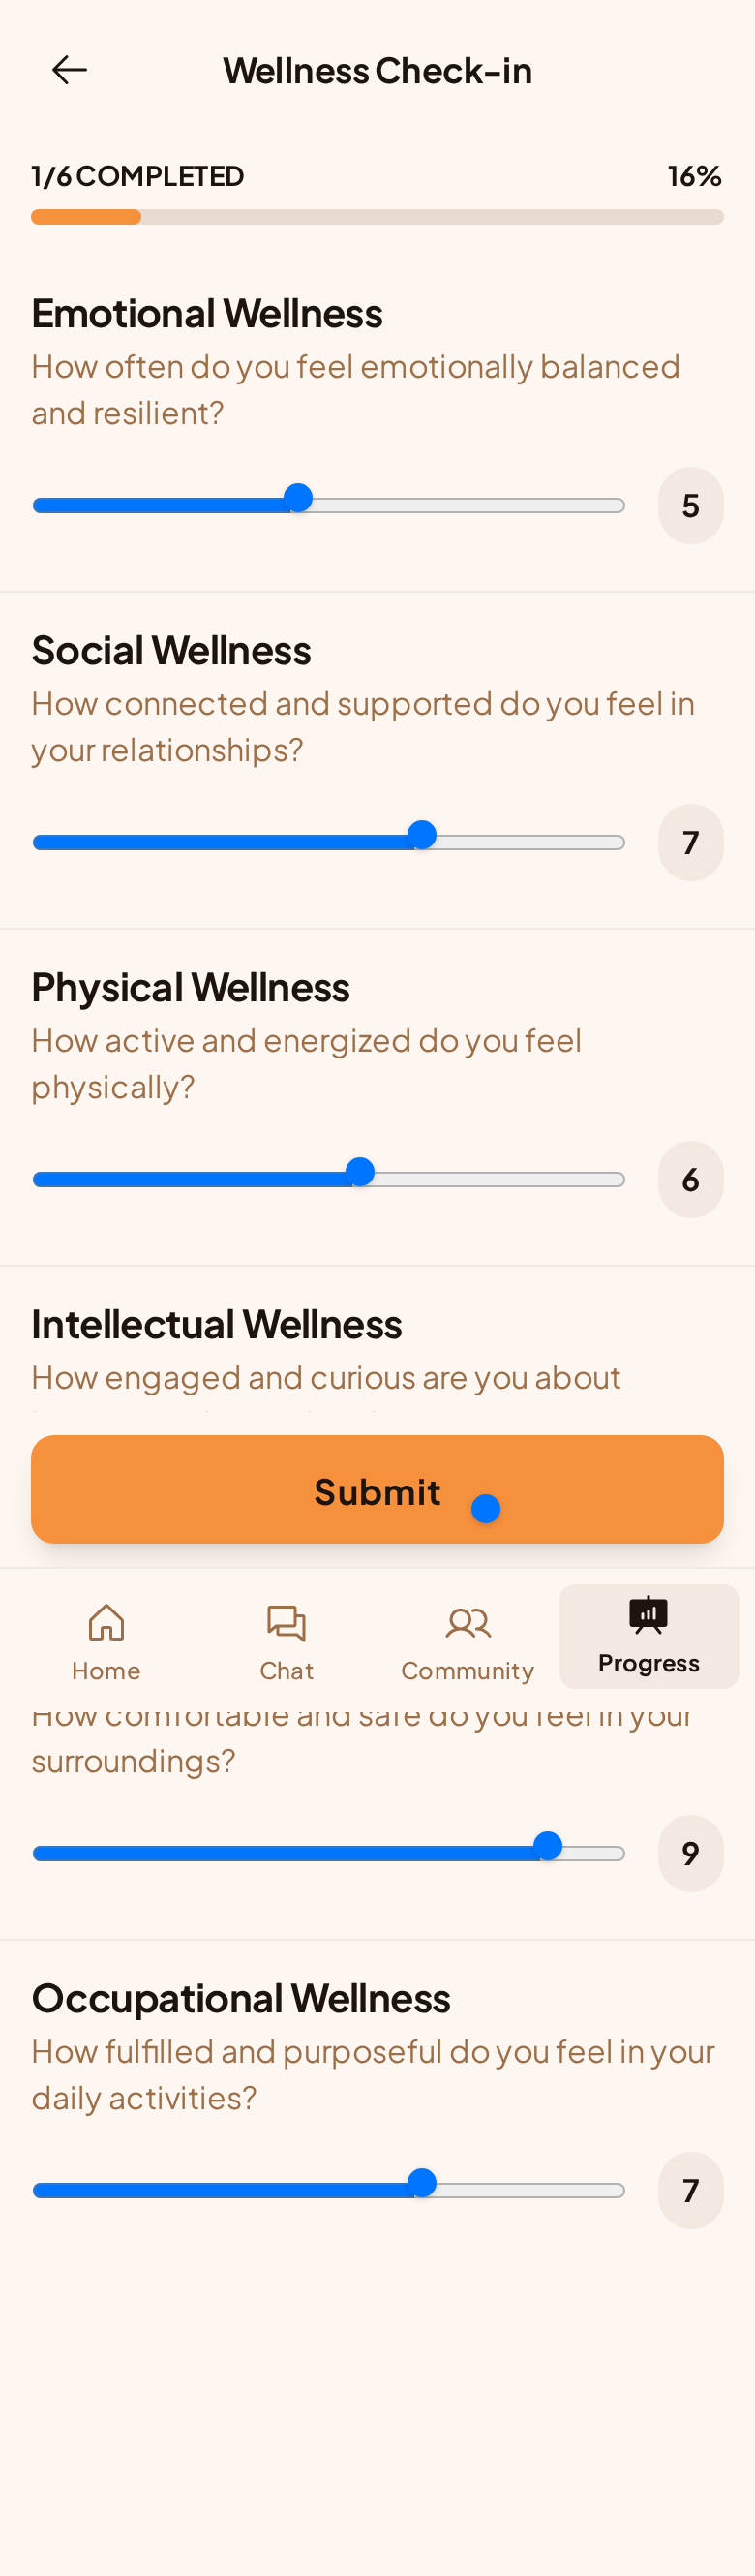 Wellness Check-in
1/6 COMPLETED 16%
Emotional Wellness
How often do you feel emotionally balanced
and resilient?
5
Social Wellness
How connected and supported do you feel in
your relationships?
7
Physical Wellness
How active and energized do you feel
physically?
6
Intellectual Wellness
How engaged and curious are you about
Submit
Home Chat Community Progress
How comfortable and safe do you feel in your
surroundings?
9
Occupational Wellness
How fulfilled and purposeful do you feel in your
daily activities?
7